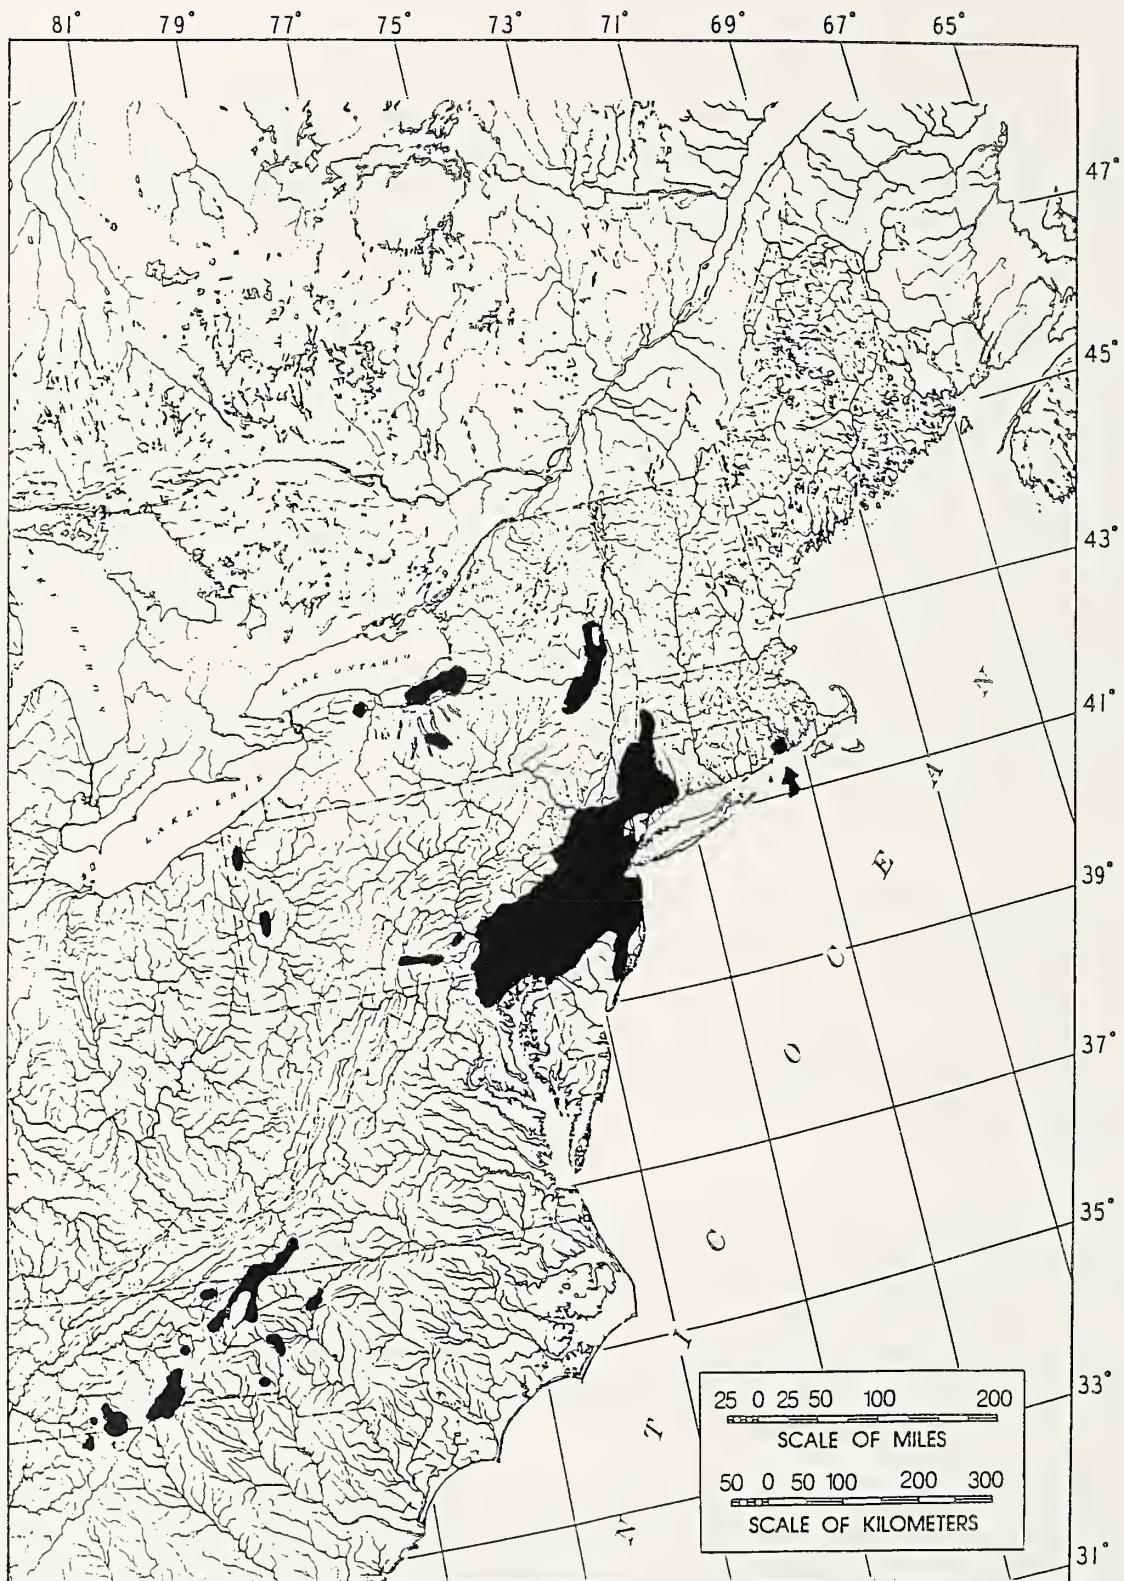 81° 79° 77° 75° 73° 71° 69° 67° 65°
47°
45°
43°
LAKE ONTARIO
41°
LAKE ERIE
39°
37°
35°
33°
31°
N
A
E
C
O
C
I
T
N
25 0 25 50 100 200
SCALE OF MILES
50 0 50 100 200 300
SCALE OF KILOMETERS